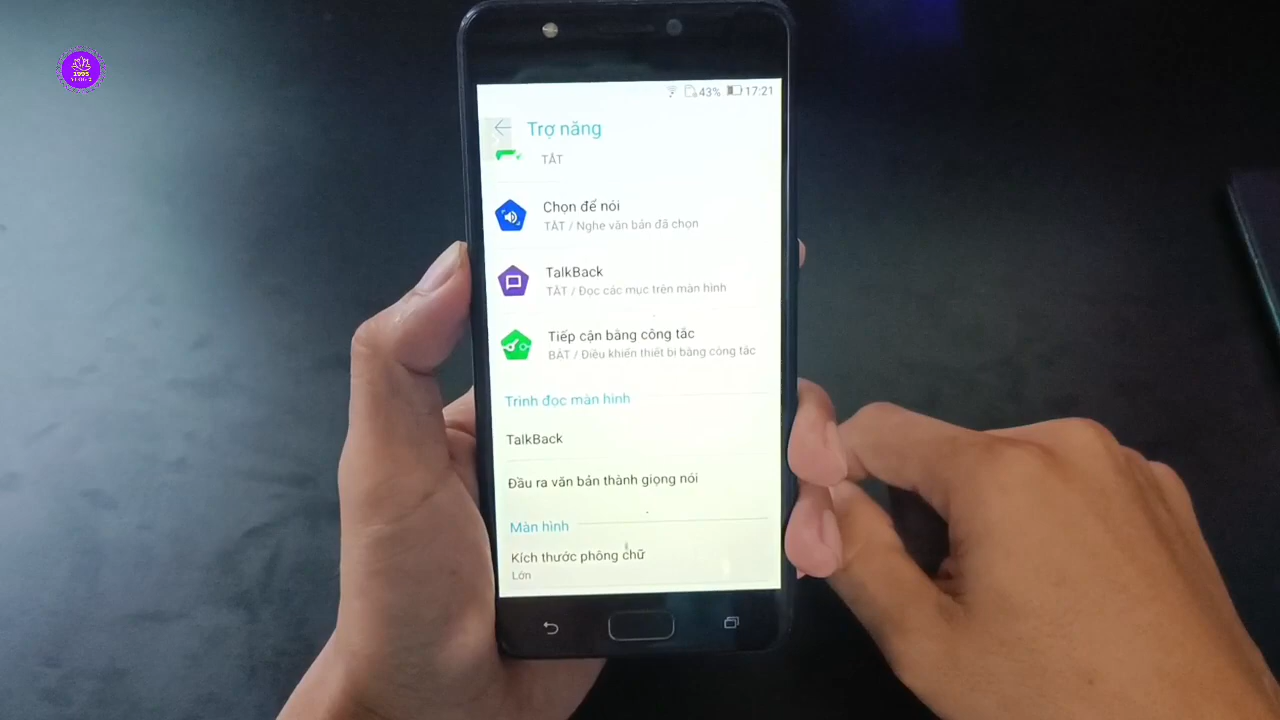 1995
43% 17:21
Trợ năng
TẮT
Chọn để nói
TẮT / Nghe văn bản đã chọn
TalkBack
TẮT / Đọc các mục trên màn hình
Tiếp cận bằng công tắc
BẬT / Điều khiển thiết bị bằng công tắc
Trình đọc màn hình
TalkBack
Đầu ra văn bản thành giọng nói
Màn hình
Kích thước phông chữ
Lớn